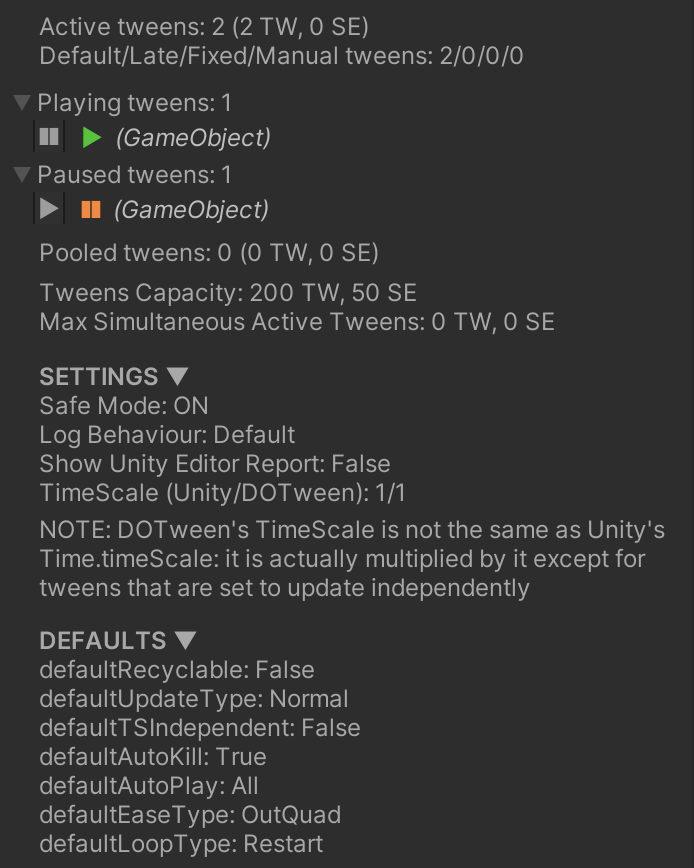 Active tweens: 2 (2 TW, 0 SE)
Default/Late/Fixed/Manual tweens: 2/0/0/0
Playing tweens: 1
(GameObject)
Paused tweens: 1
(GameObject)
Pooled tweens: 0 (0 TW, 0 SE)
Tweens Capacity: 200 TW, 50 SE
Max Simultaneous Active Tweens: 0 TW, 0 SE
SETTINGS ▼
Safe Mode: ON
Log Behaviour: Default
Show Unity Editor Report: False
TimeScale (Unity/DOTween): 1/1
NOTE: DOTween's TimeScale is not the same as Unity's
Time.timeScale: it is actually multiplied by it except for
tweens that are set to update independently
DEFAULTS ▼
defaultRecyclable: False
defaultUpdateType: Normal
defaultTSIndependent: False
defaultAutoKill: True
defaultAutoPlay: All
defaultEaseType: OutQuad
defaultLoopType: Restart